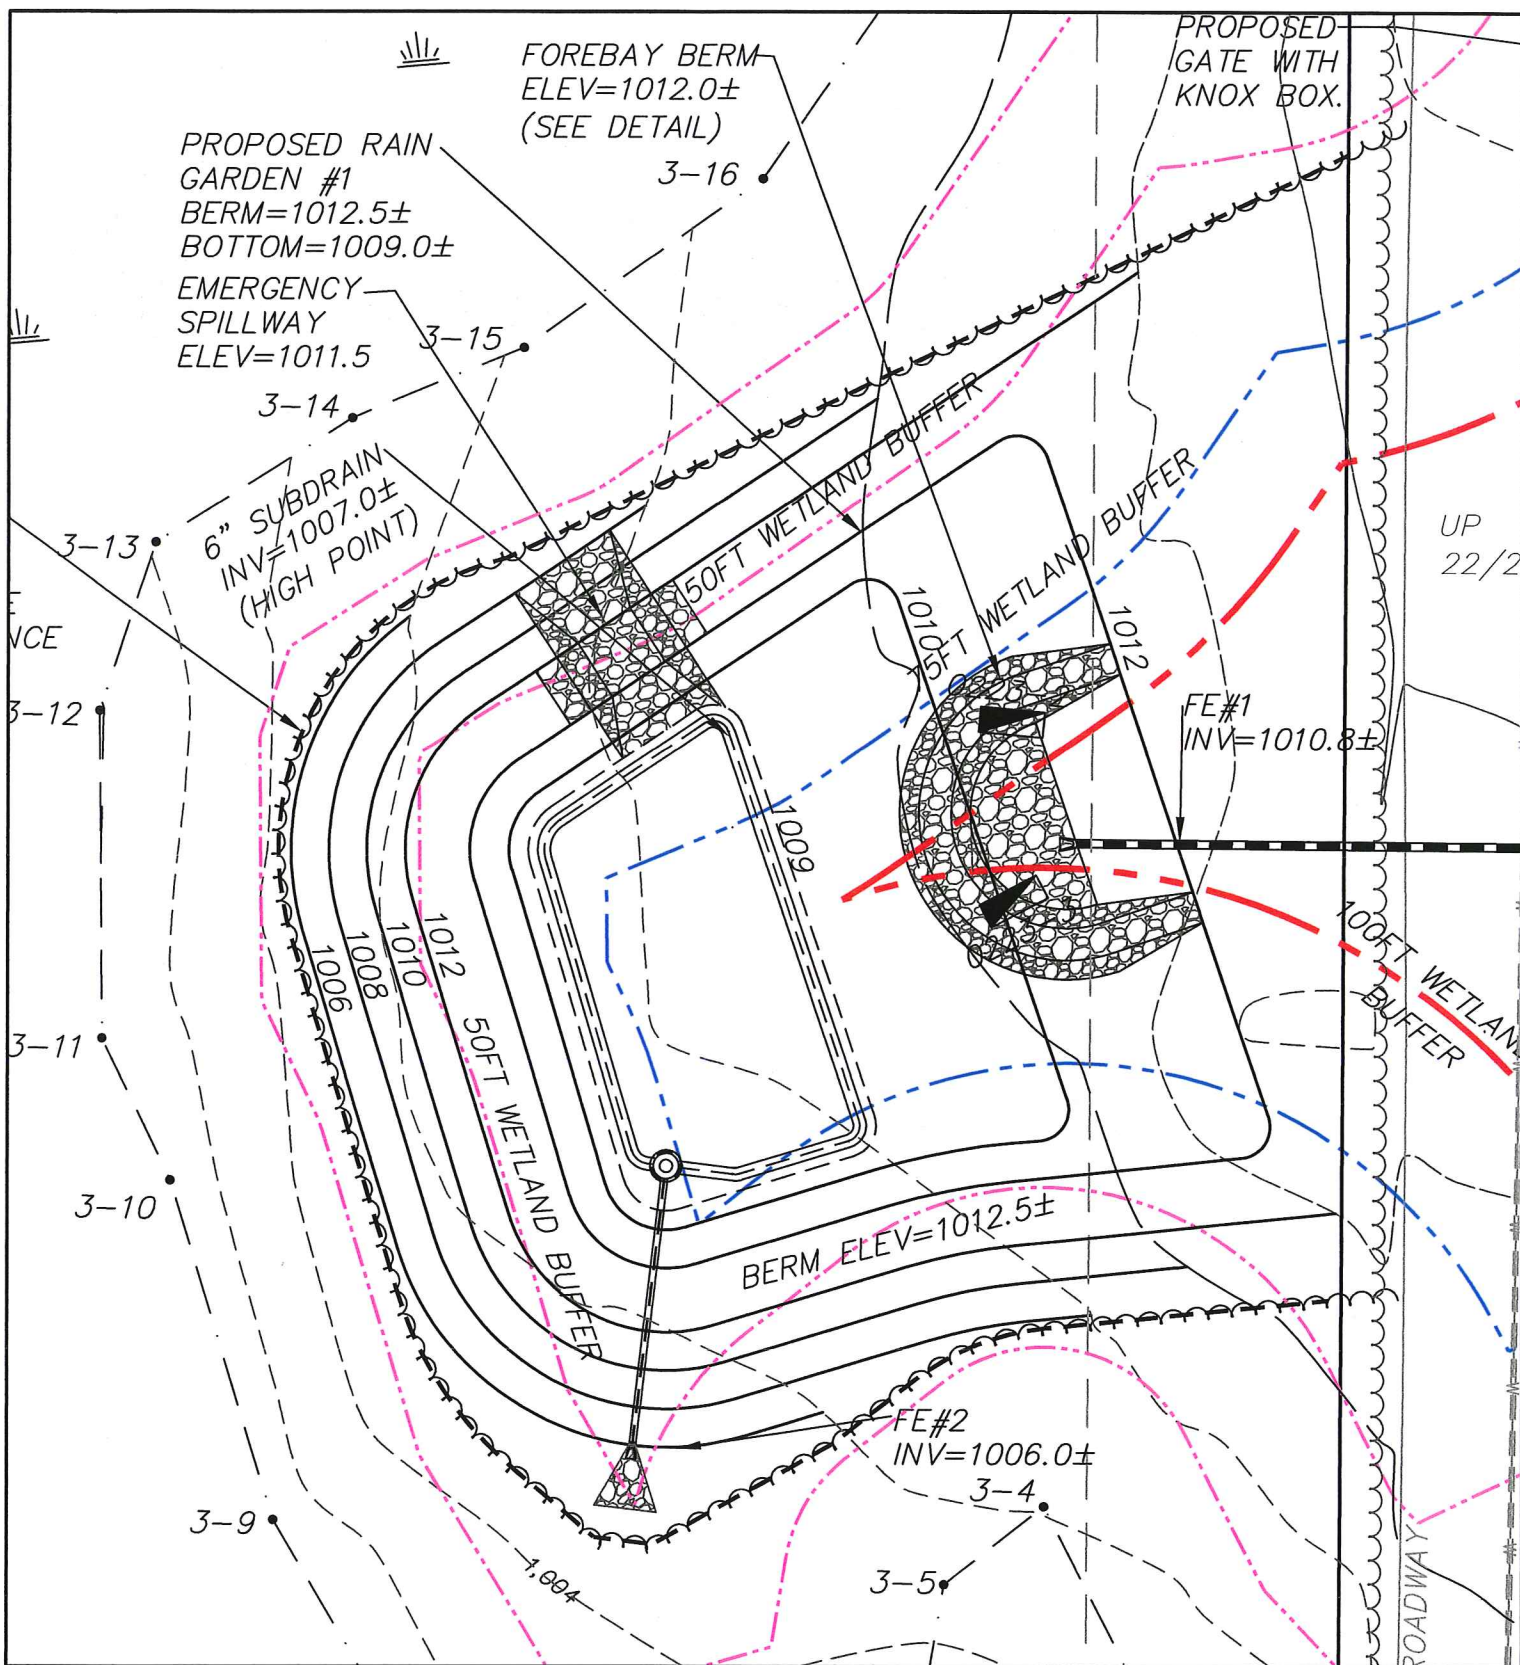 FOREBAY BERM
ELEV=1012.0±
(SEE DETAIL)
PROPOSED
GATE WITH
KNOX BOX.
PROPOSED RAIN
GARDEN #1
BERM=1012.5±
BOTTOM=1009.0±
3-16
EMERGENCY
SPILLWAY
ELEV=1011.5
3-15
3-14
6" SUBDRAIN
INV=1007.0±
(HIGH POINT)
3-13
50FT WETLAND BUFFER
75FT WETLAND BUFFER
UP
22/2
NCE
1010
1012
3-12
FE#1
INV=1010.8±
1009
1006
1008
1010
1012
100FT WETLAND
BUFFER
50FT WETLAND BUFFER
3-11
3-10
BERM ELEV=1012.5±
FE#2
INV=1006.0±
3-4
3-9
3-5
1,004
ROADWAY